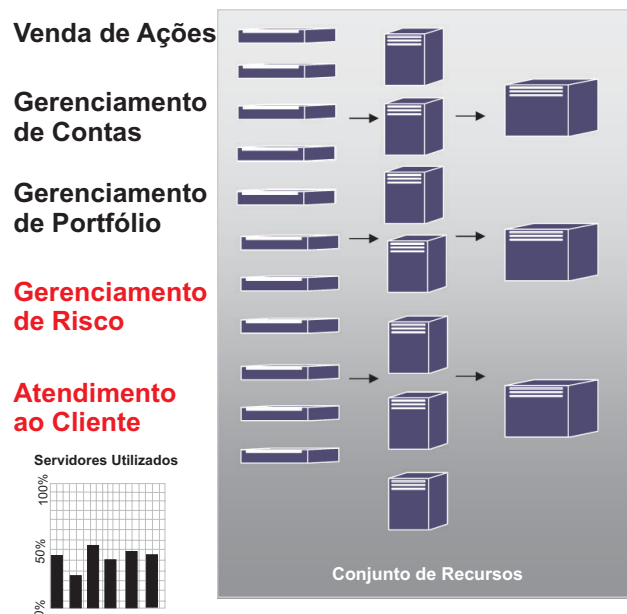 Venda de Ações
Gerenciamento
de Contas
Gerenciamento
de Portfólio
Gerenciamento
de Risco
Atendimento
ao Cliente
Servidores Utilizados
100%
50%
0%
Conjunto de Recursos